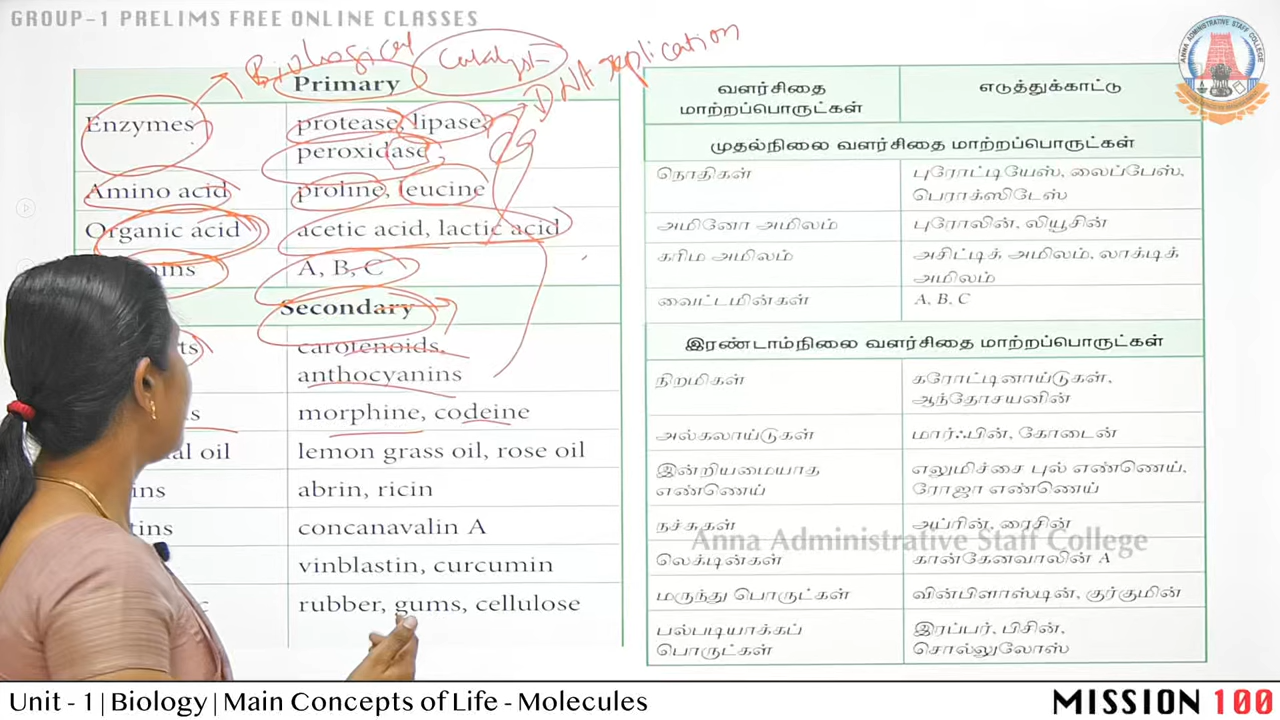 GROUP-1 PRELIMS FREE ONLINE CLASSES
Biological Catalyst
DNA replication
Primary
Enzymes protease, lipase,
peroxidase
Amino acid proline, leucine
Organic acid acetic acid, lactic acid
A, B, C
Secondary
carotenoids,
anthocyanins
morphine, codeine
oil lemon grass oil, rose oil
abrin, ricin
concanavalin A
vinblastin, curcumin
rubber, gums, cellulose
வளர்சிதை எடுத்துக்காட்டு
மாற்றப்பொருட்கள்
முதல்நிலை வளர்சிதை மாற்றப்பொருட்கள்
நொதிகள் புரோட்டியேஸ், லைப்பேஸ்,
பெராக்ஸிடேஸ்
அமினோ அமிலம் புரோலின், லியூசின்
கரிம அமிலம் அசிட்டிக் அமிலம், லாக்டிக்
அமிலம்
வைட்டமின்கள் A, B, C
இரண்டாம்நிலை வளர்சிதை மாற்றப்பொருட்கள்
நிறமிகள் கரோட்டினாய்டுகள்,
ஆந்தோசயனின்
அல்கலாய்டுகள் மார்ஃபின், கோடைன்
இன்றியமையாத எலுமிச்சை புல் எண்ணெய்,
எண்ணெய் ரோஜா எண்ணெய்
நச்சுகள் அப்ரின், ரைசின்
Anna Administrative Staff College
லெக்டின்கள் கான்கேனவாலின் A
மருந்து பொருட்கள் வின்பிளாஸ்டின், குர்குமின்
பல்படியாக்கப் இரப்பர், பிசின்,
பொருட்கள் சொல்லுலோஸ்
Unit - 1 | Biology | Main Concepts of Life - Molecules
MISSION 100